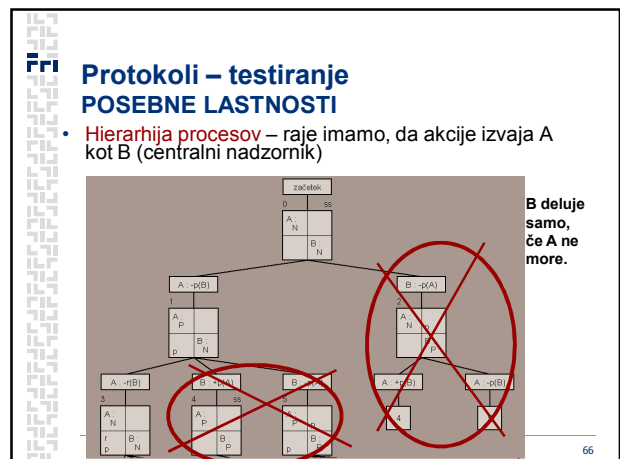 Fri
Protokoli – testiranje
POSEBNE LASTNOSTI
• Hierarhija procesov – raje imamo, da akcije izvaja A
kot B (centralni nadzornik)
začetek
0 ss
A :
N
B
N
B deluje
samo,
če A ne
more.
A : -p(B)
B : -p(A)
1
A :
P
B :
p N
2
A :
N p
B :
P
A : -r(B)
B : +p(A)
B :
A : +p(B)
A : -p(B)
3
A :
N
r B :
p N
4 ss
A :
P
B :
P
5
A :
P p
p B :
P
4
66